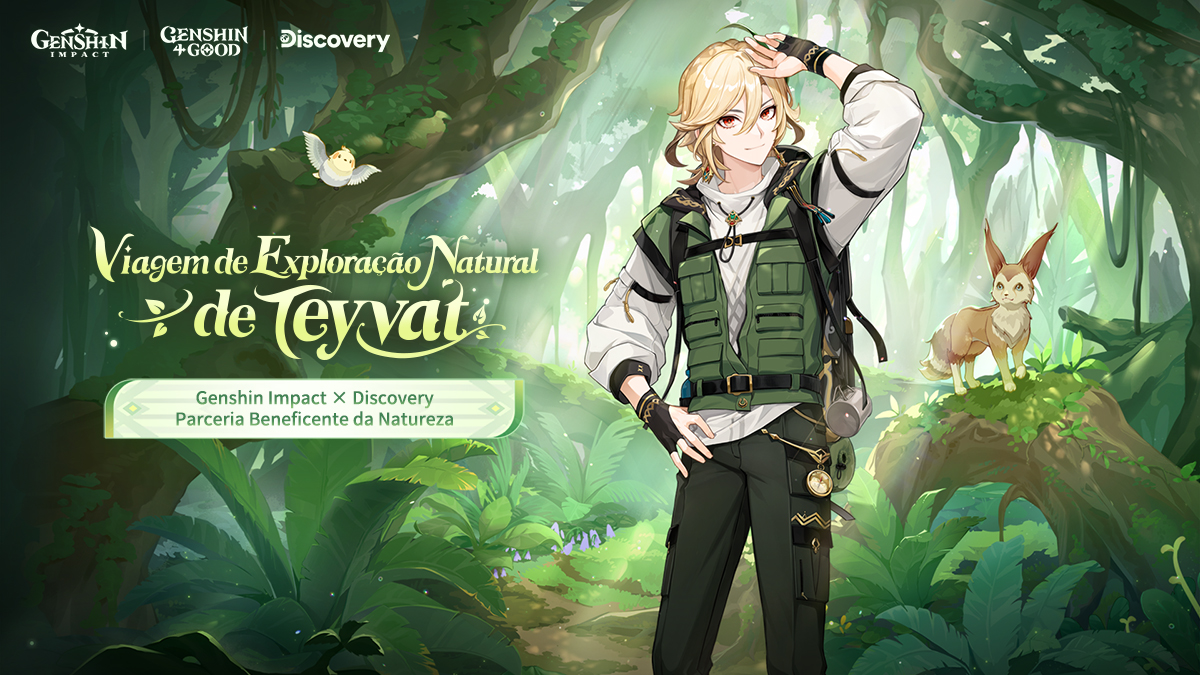 GENSHIN IMPACT
GENSHIN 4 GOOD
Discovery
Viagem de Exploração Natural
de Teyvat
Genshin Impact × Discovery
Parceria Beneficente da Natureza